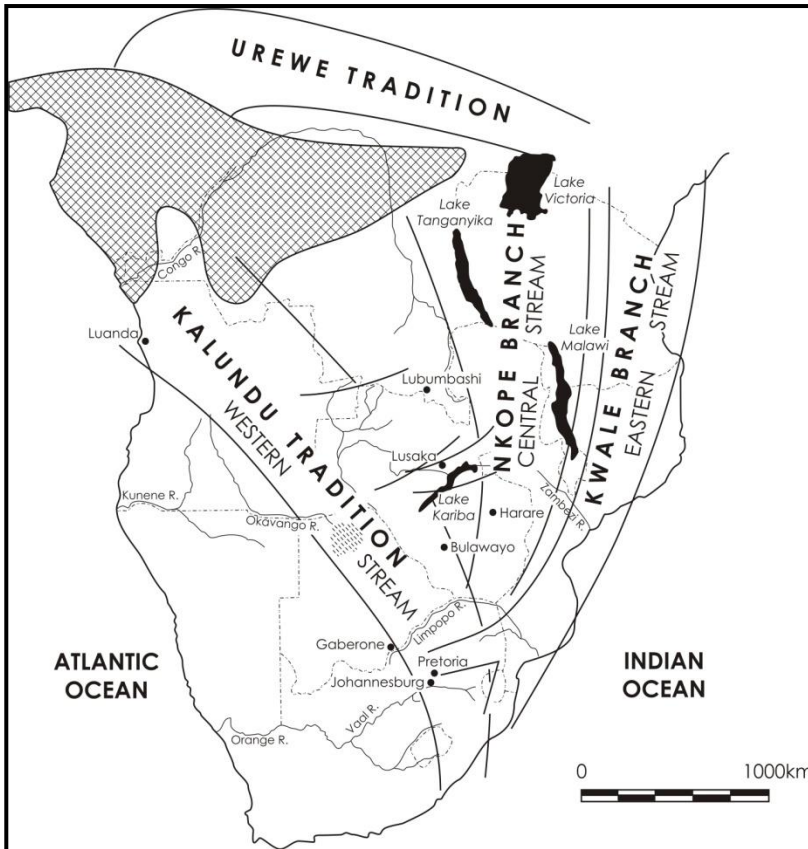 UREWE TRADITION
Lake
Victoria
Lake
Tanganyika
Congo R.
NKOPE BRANCH
CENTRAL STREAM
KWALE BRANCH
EASTERN STREAM
Luanda
KALUNDU TRADITION
WESTERN STREAM
Lake
Malawi
Lubumbashi
Lusaka
Lake
Kariba
Zambezi R.
Kunene R.
Okavango R.
Harare
Bulawayo
Limpopo R.
Gaberone
ATLANTIC
OCEAN
Pretoria
Johannesburg
INDIAN
OCEAN
Vaal R.
Orange R.
0 1000km